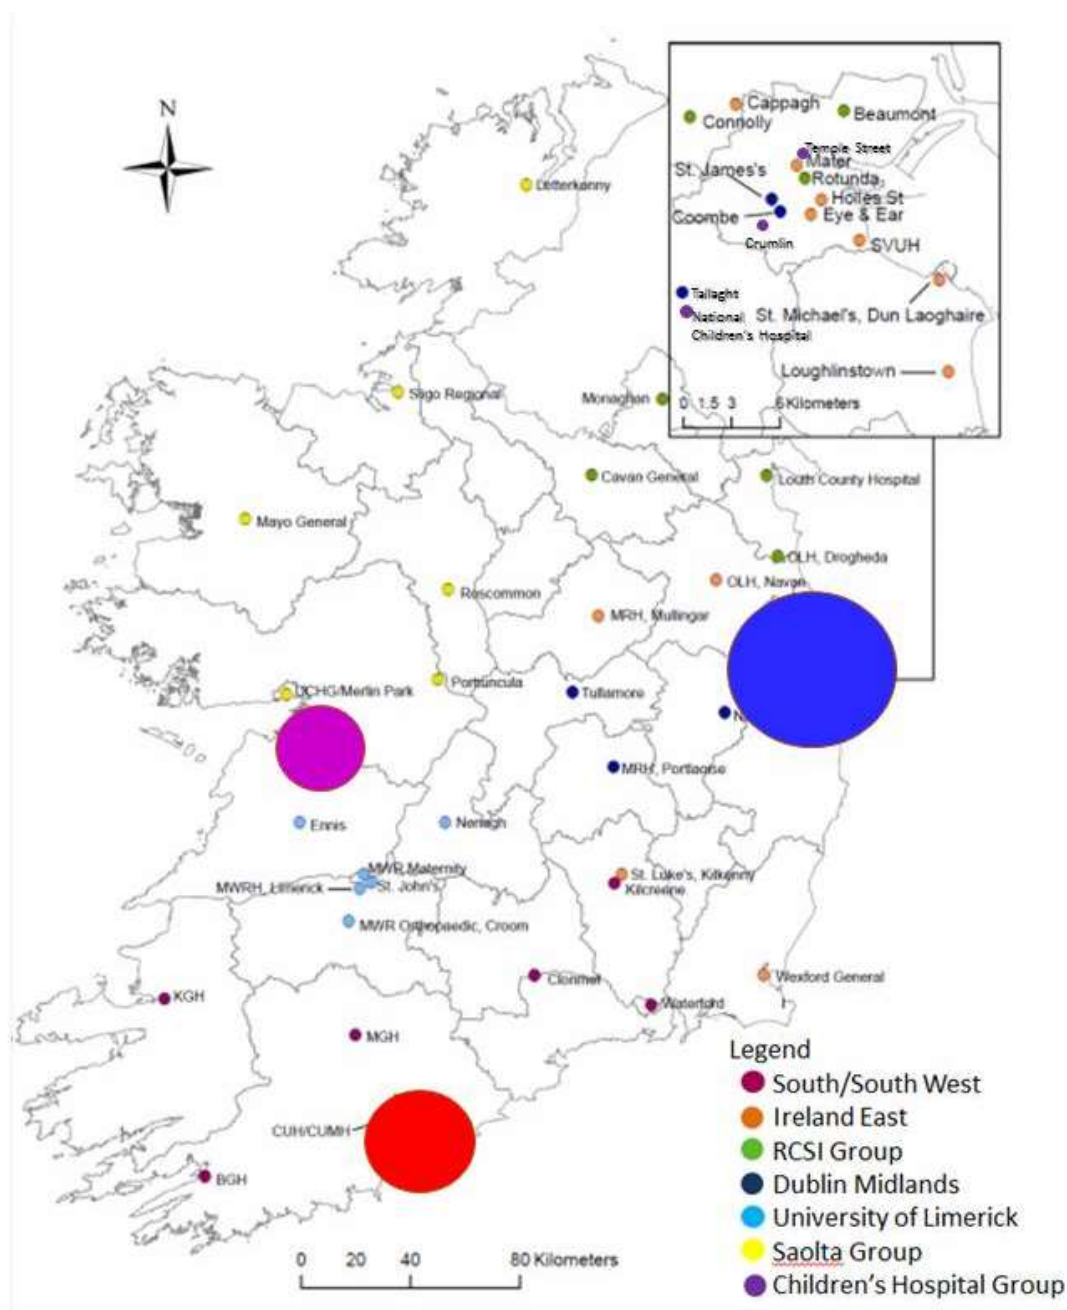 N
Cappagh
Connolly
Beaumont
Temple Street
Mater
St. James's
Rotunda
Holles St
Coombe
Eye & Ear
Crumlin
SVUH
Tallaght
National
Children's Hospital
St. Michael's, Dun Laoghaire
Loughlinstown
0 1.5 3 6 Kilometers
Letterkenny
Sligo Regional
Monaghan
Cavan General
Louth County Hospital
Mayo General
OLH, Drogheda
OLH, Navan
Roscommon
MRH, Mullingar
Portiuncula
UCHG/Merlin Park
Tullamore
MRH, Portlaoise
Ennis
Nenagh
MWR Maternity
MWRH, Limerick
St. John's
St. Luke's, Kilkenny
Kilcreene
MWR Orthopaedic, Croom
Clonmel
Wexford General
KGH
Waterford
MGH
CUH/CUMH
BGH
Legend
South/South West
Ireland East
RCSI Group
Dublin Midlands
University of Limerick
Saolta Group
Children's Hospital Group
0 20 40 80 Kilometers